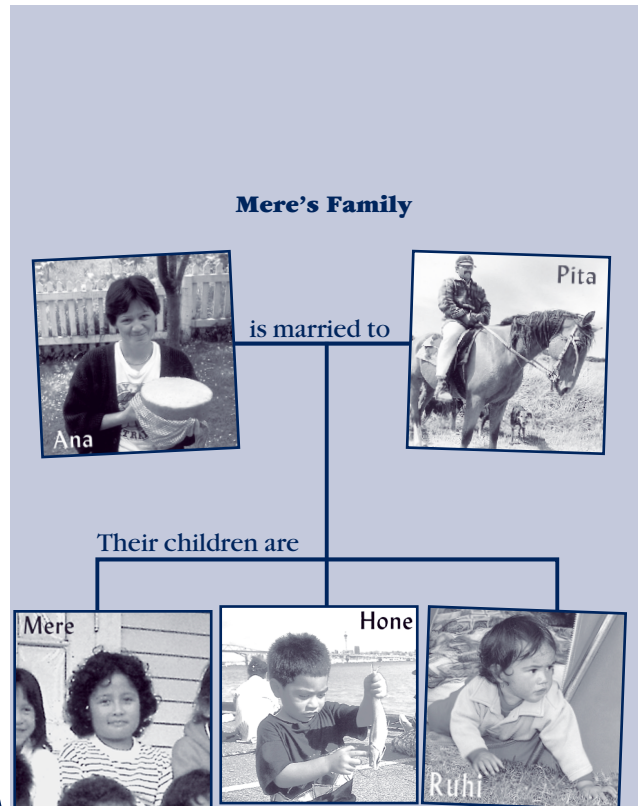 Mere's Family
Pita
is married to
Ana
Their children are
Mere
Hone
Ruhi